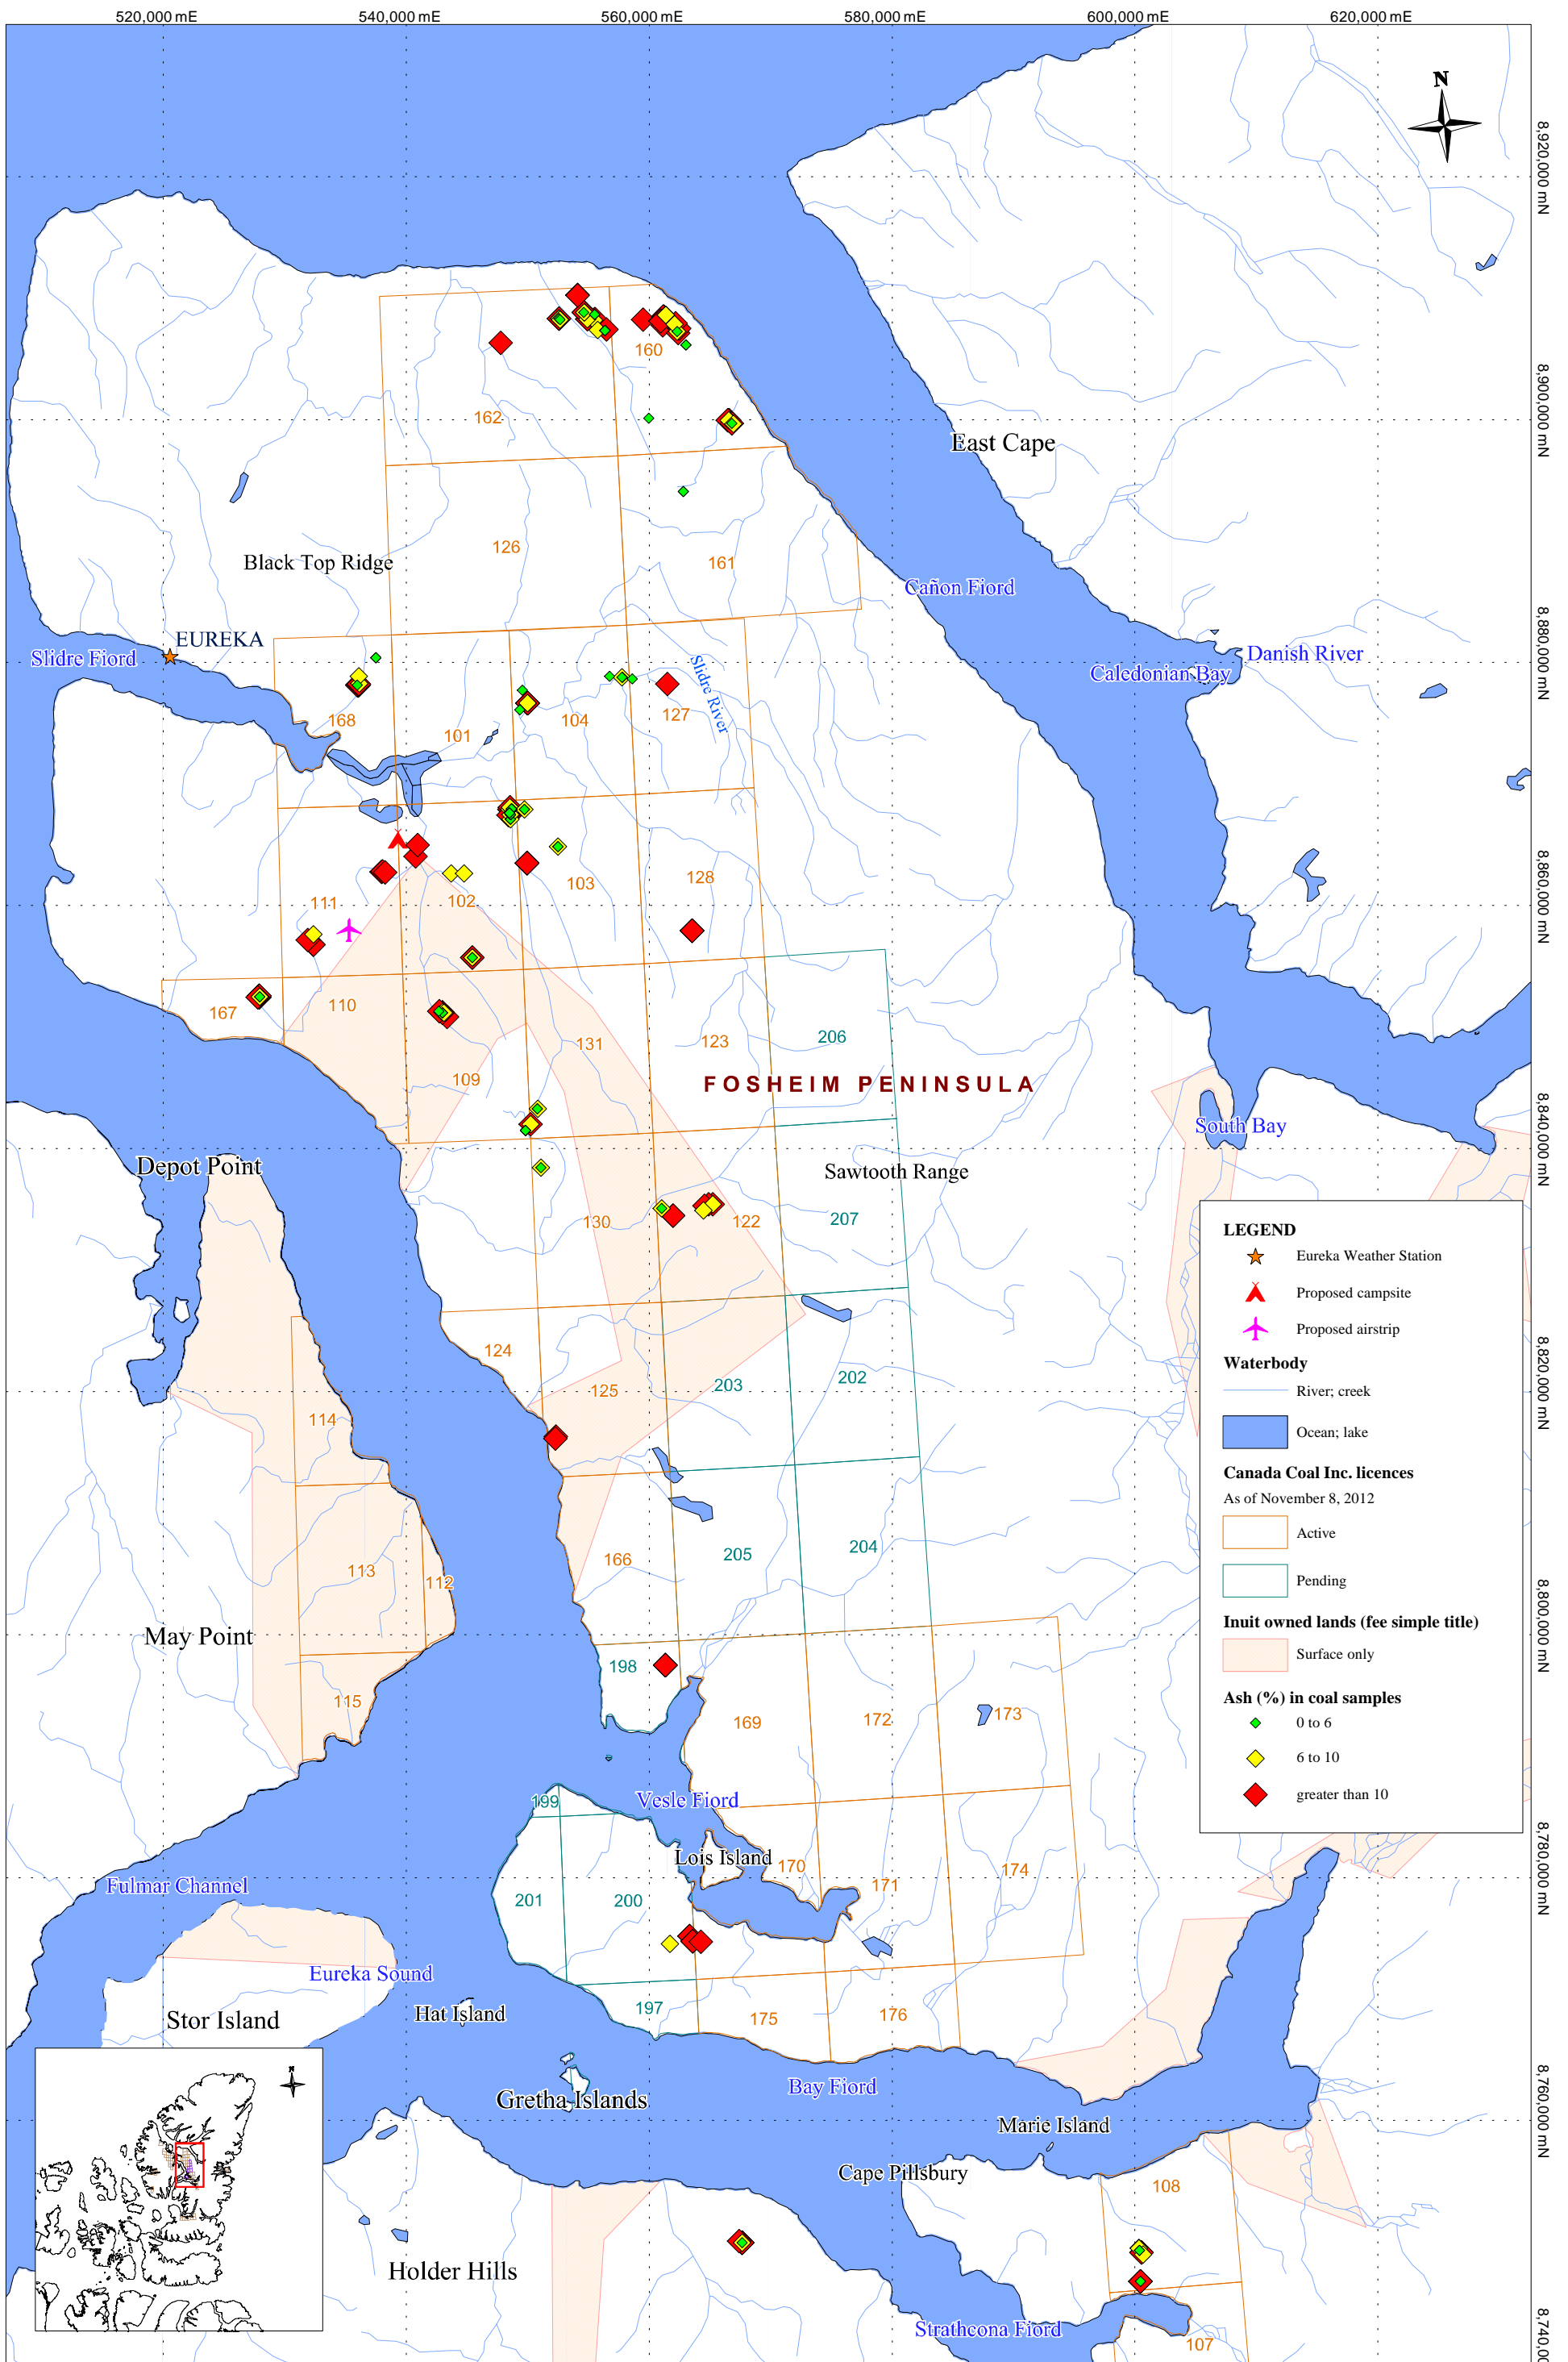 520,000 mE
540,000 mE
560,000 mE
580,000 mE
600,000 mE
620,000 mE
N
8,920,000 mN
160
162
8,900,000 mN
East Cape
126
161
Black Top Ridge
Cañon Fiord
8,880,000 mN
EUREKA
Slidre Fiord
Danish River
Caledonian Bay
Slidre River
168
101
104
127
111
102
103
128
8,860,000 mN
167
110
131
123
206
109
FOSHEIM PENINSULA
8,840,000 mN
South Bay
Depot Point
Sawtooth Range
130
122
207
124
125
203
202
8,820,000 mN
114
113
112
166
205
204
8,800,000 mN
May Point
198
115
169
172
173
199
Vesle Fiord
Lois Island
170
171
174
8,780,000 mN
Fulmar Channel
201
200
Eureka Sound
Stor Island
Hat Island
197
175
176
Bay Fiord
Gretha Islands
8,760,000 mN
Marie Island
Cape Pillsbury
108
Holder Hills
Strathcona Fiord
107
8,740,00
LEGEND
Eureka Weather Station
Proposed campsite
Proposed airstrip
Waterbody
River; creek
Ocean; lake
Canada Coal Inc. licences
As of November 8, 2012
Active
Pending
Inuit owned lands (fee simple title)
Surface only
Ash (%) in coal samples
0 to 6
6 to 10
greater than 10